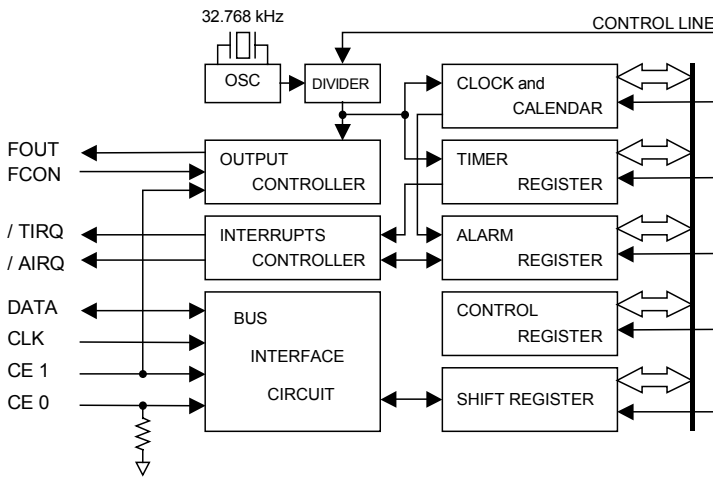 32.768 kHz
CONTROL LINE
OSC
DIVIDER
CLOCK and
CALENDAR
FOUT
FCON
OUTPUT
CONTROLLER
TIMER
REGISTER
/ TIRQ
/ AIRQ
INTERRUPTS
CONTROLLER
ALARM
REGISTER
DATA
CLK
CE 1
CE 0
BUS
INTERFACE
CIRCUIT
CONTROL
REGISTER
SHIFT REGISTER